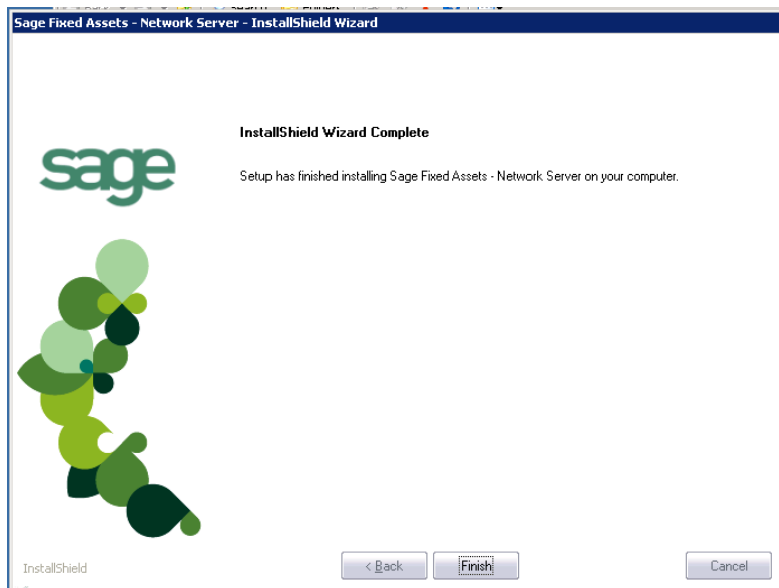 Sage Fixed Assets - Network Server - InstallShield Wizard
InstallShield Wizard Complete
sage
Setup has finished installing Sage Fixed Assets - Network Server on your computer.
InstallShield
< Back
Finish
Cancel